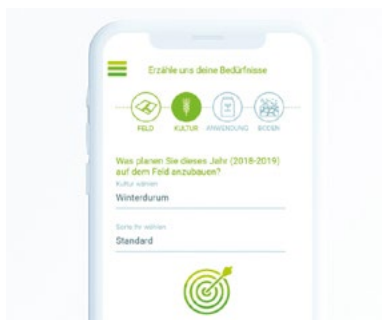 Erzähle uns deine Bedürfnisse
FELD KULTUR ANWENDUNG BODEN
Was planen Sie dieses Jahr (2018-2019)
auf dem Feld anzubauen?
Kultur wählen
Winterdurum
Sorte Ihr wählen
Standard